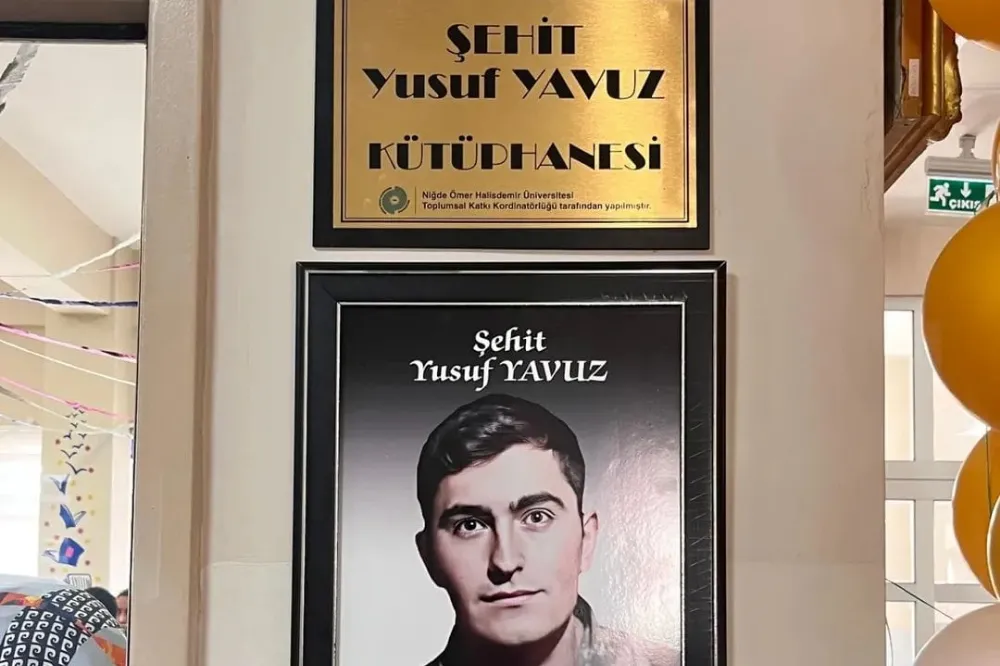 ŞEHİT
Yusuf YAVUZ
KÜTÜPHANESİ
Niğde Ömer Halisdemir Üniversitesi
Toplumsal Katkı Kordinatörlüğü tarafından yapılmıştır.
ÇIKIŞ
Şehit
Yusuf YAVUZ